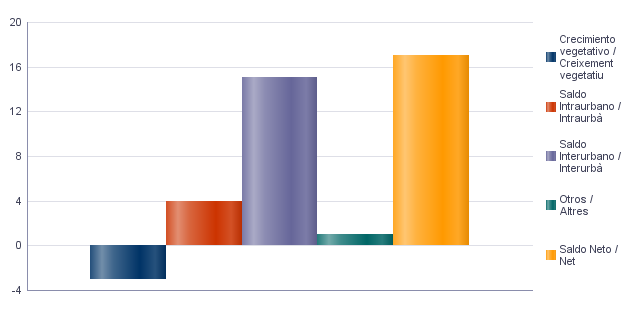 20
16
12
8
4
0
-4
Crecimiento
vegetativo /
Creixement
vegetatiu
Saldo
Intraurbano /
Intraurbà
Saldo
Interurbano /
Interurbà
Otros /
Altres
Saldo Neto /
Net